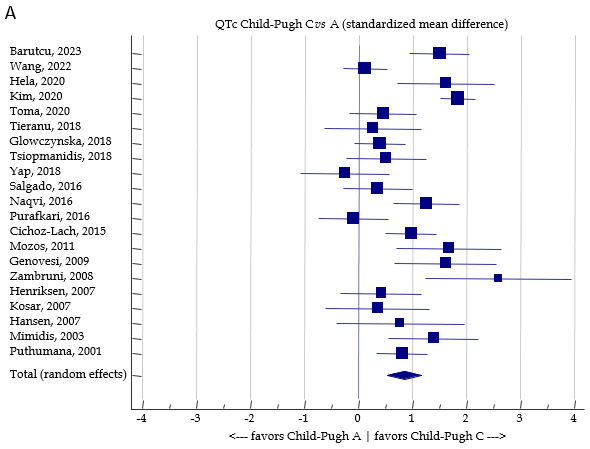 A
QTc Child-Pugh C vs A (standardized mean difference)
Barutcu, 2023
Wang, 2022
Hela, 2020
Kim, 2020
Toma, 2020
Tieranu, 2018
Glowczynska, 2018
Tsiopmanidis, 2018
Yap, 2018
Salgado, 2016
Naqvi, 2016
Purafkari, 2016
Cichoz-Lach, 2015
Mozos, 2011
Genovesi, 2009
Zambruni, 2008
Henriksen, 2007
Kosar, 2007
Hansen, 2007
Mimidis, 2003
Puthumana, 2001
Total (random effects)
-4 -3 -2 -1 0 1 2 3 4
<--- favors Child-Pugh A | favors Child-Pugh C --->